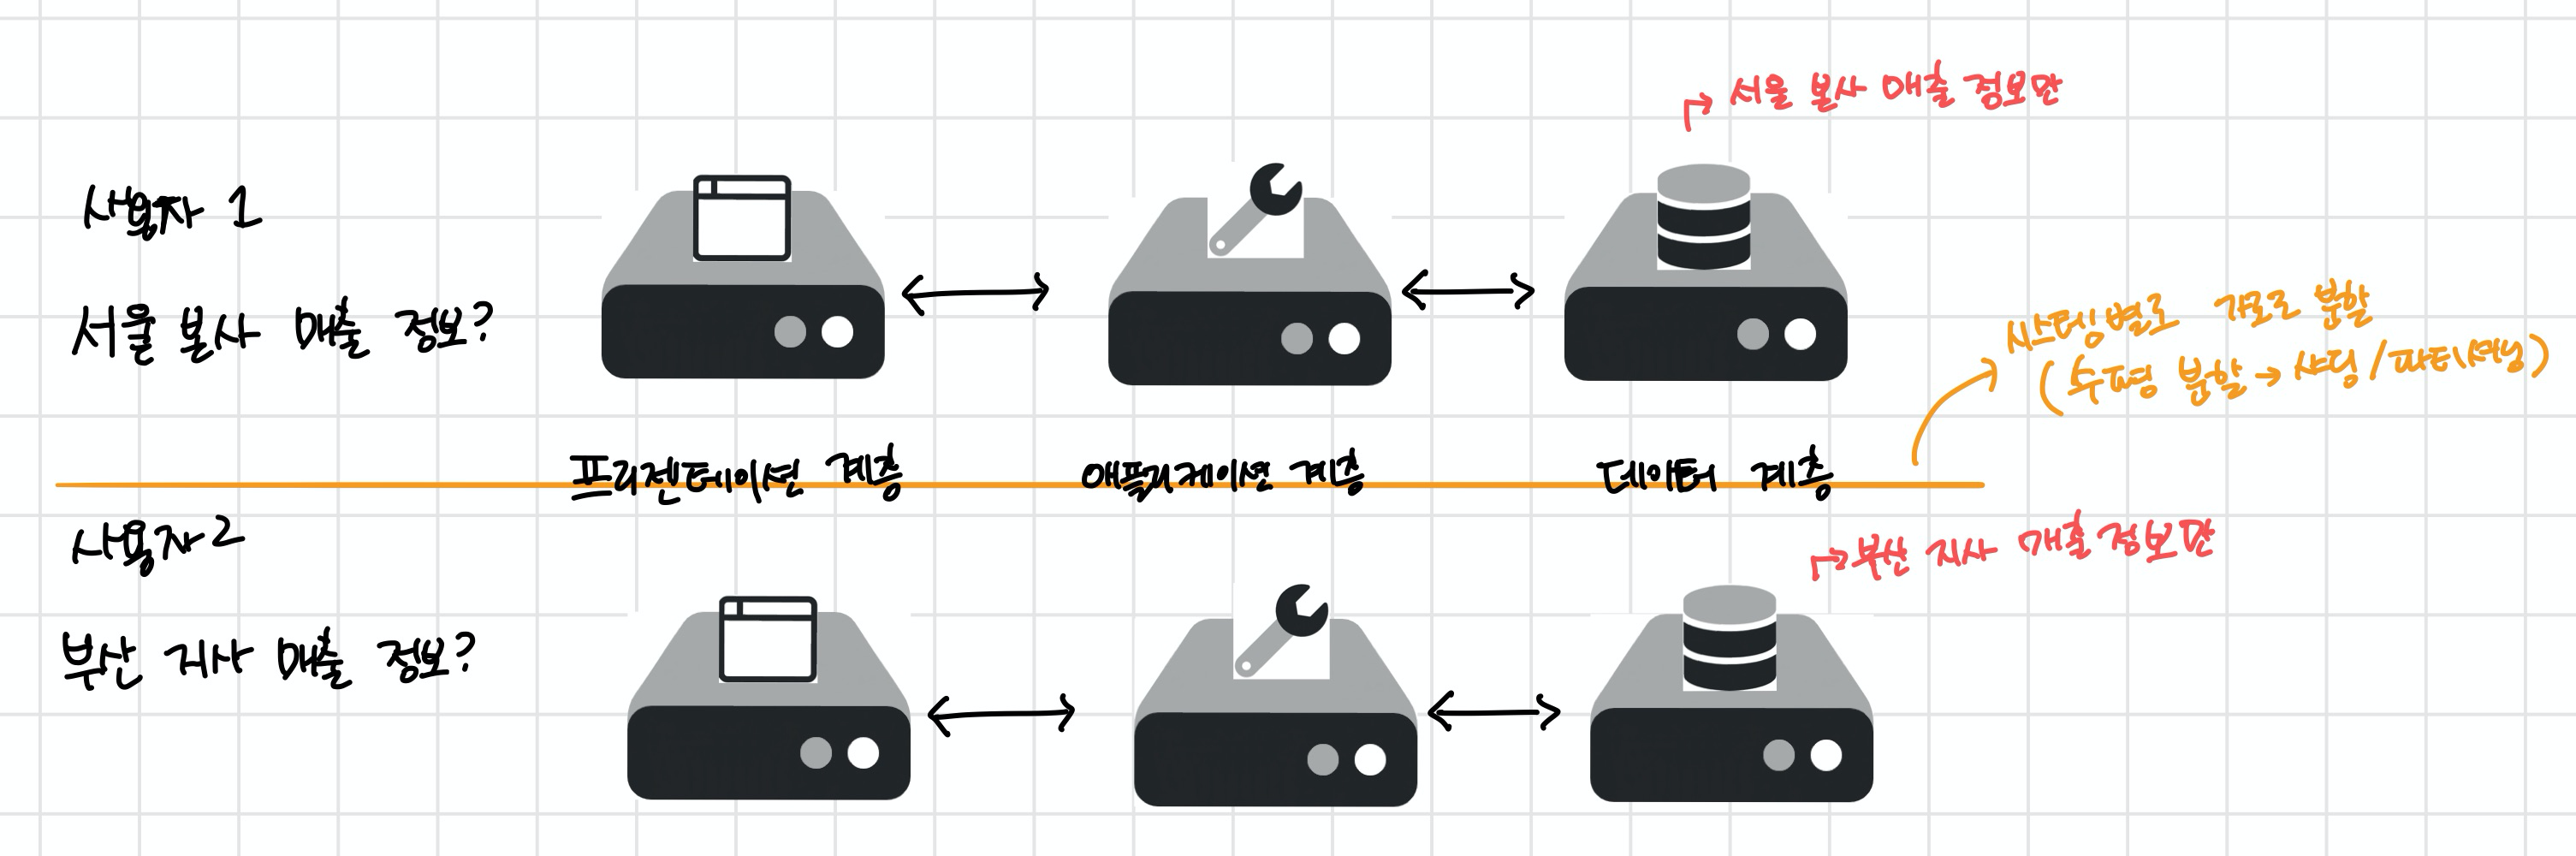 서울 본사 매출 정보만
사용자 1
서울 본사 매출 정보?
시스템별로 가로로 분할
(수평 분할 → 샤딩/파티셔닝)
프리젠테이션 계층
애플리케이션 계층
데이터 계층
사용자2
부산 지사 매출 정보만
부산 지사 매출 정보?